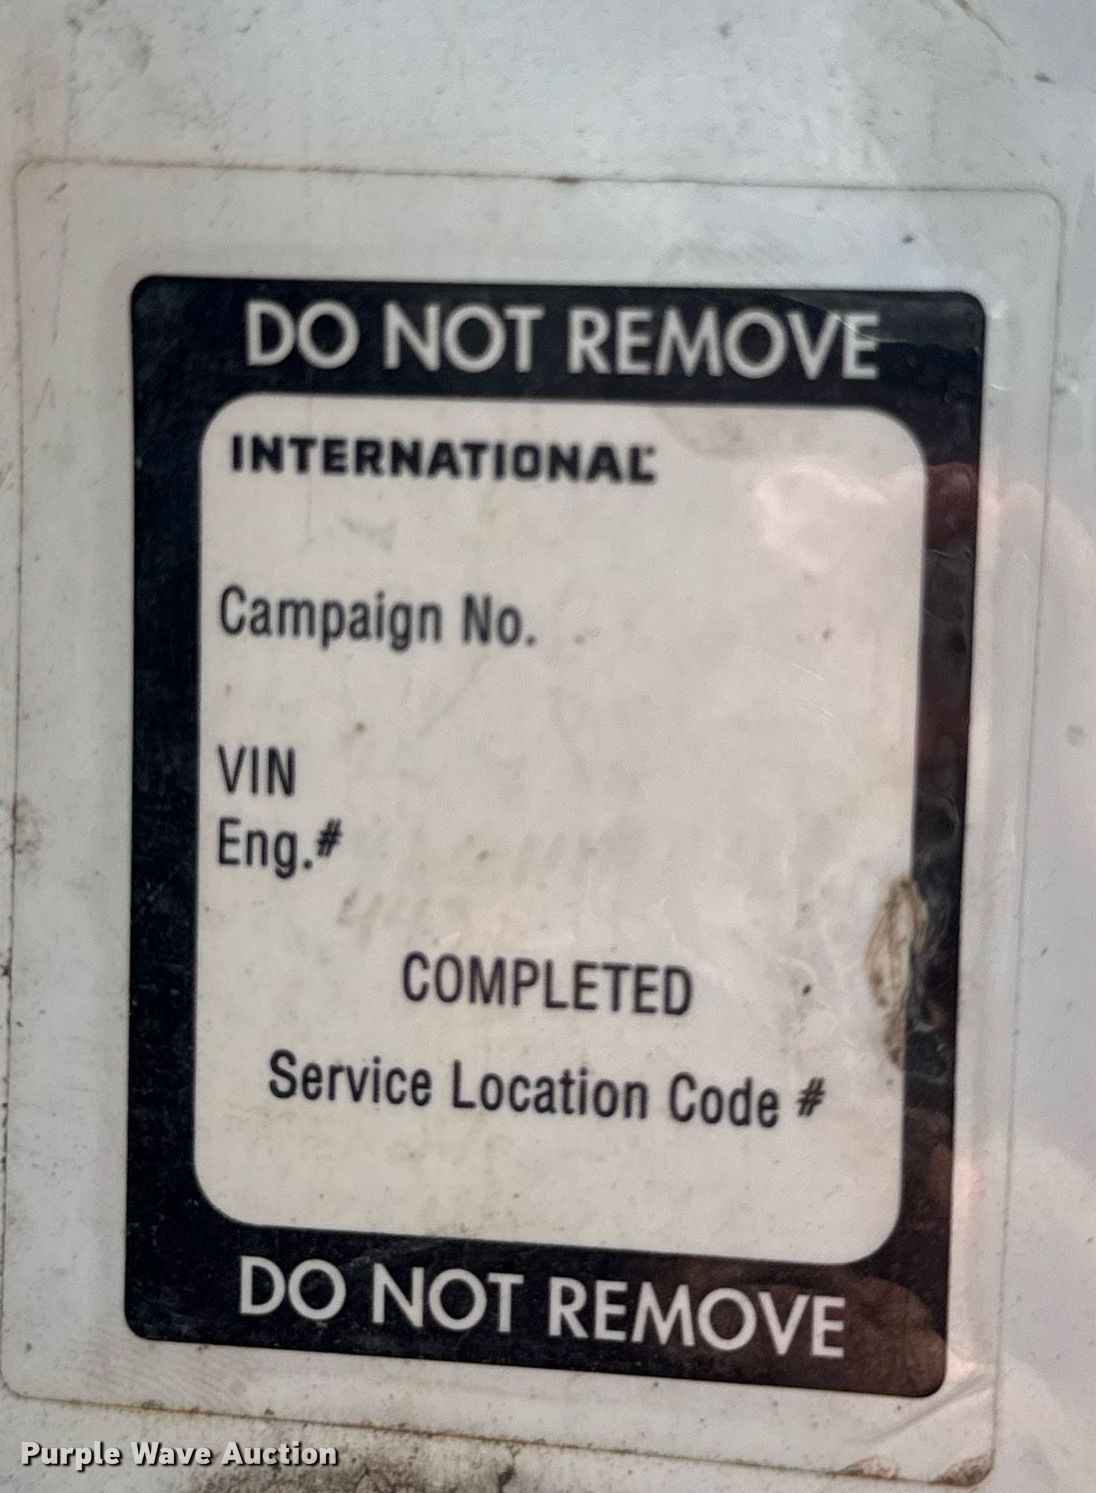 DO NOT REMOVE
INTERNATIONAL®
Campaign No.
VIN
Eng.#
COMPLETED
Service Location Code #
DO NOT REMOVE
Purple Wave Auction